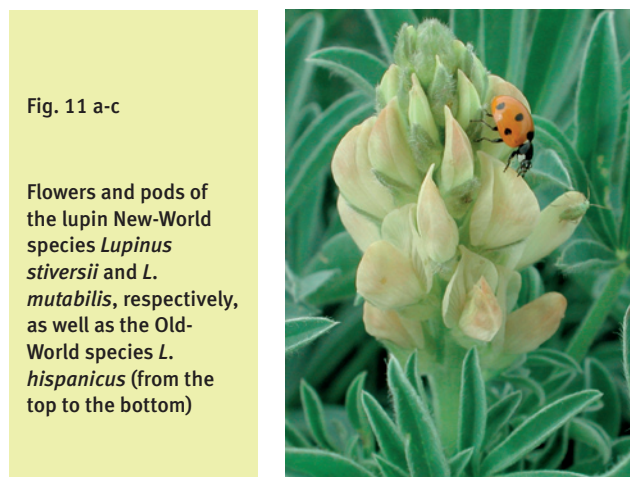 Fig. 11 a-c
Flowers and pods of
the lupin New-World
species Lupinus
stiversii and L.
mutabilis, respectively,
as well as the Old-
World species L.
hispanicus (from the
top to the bottom)